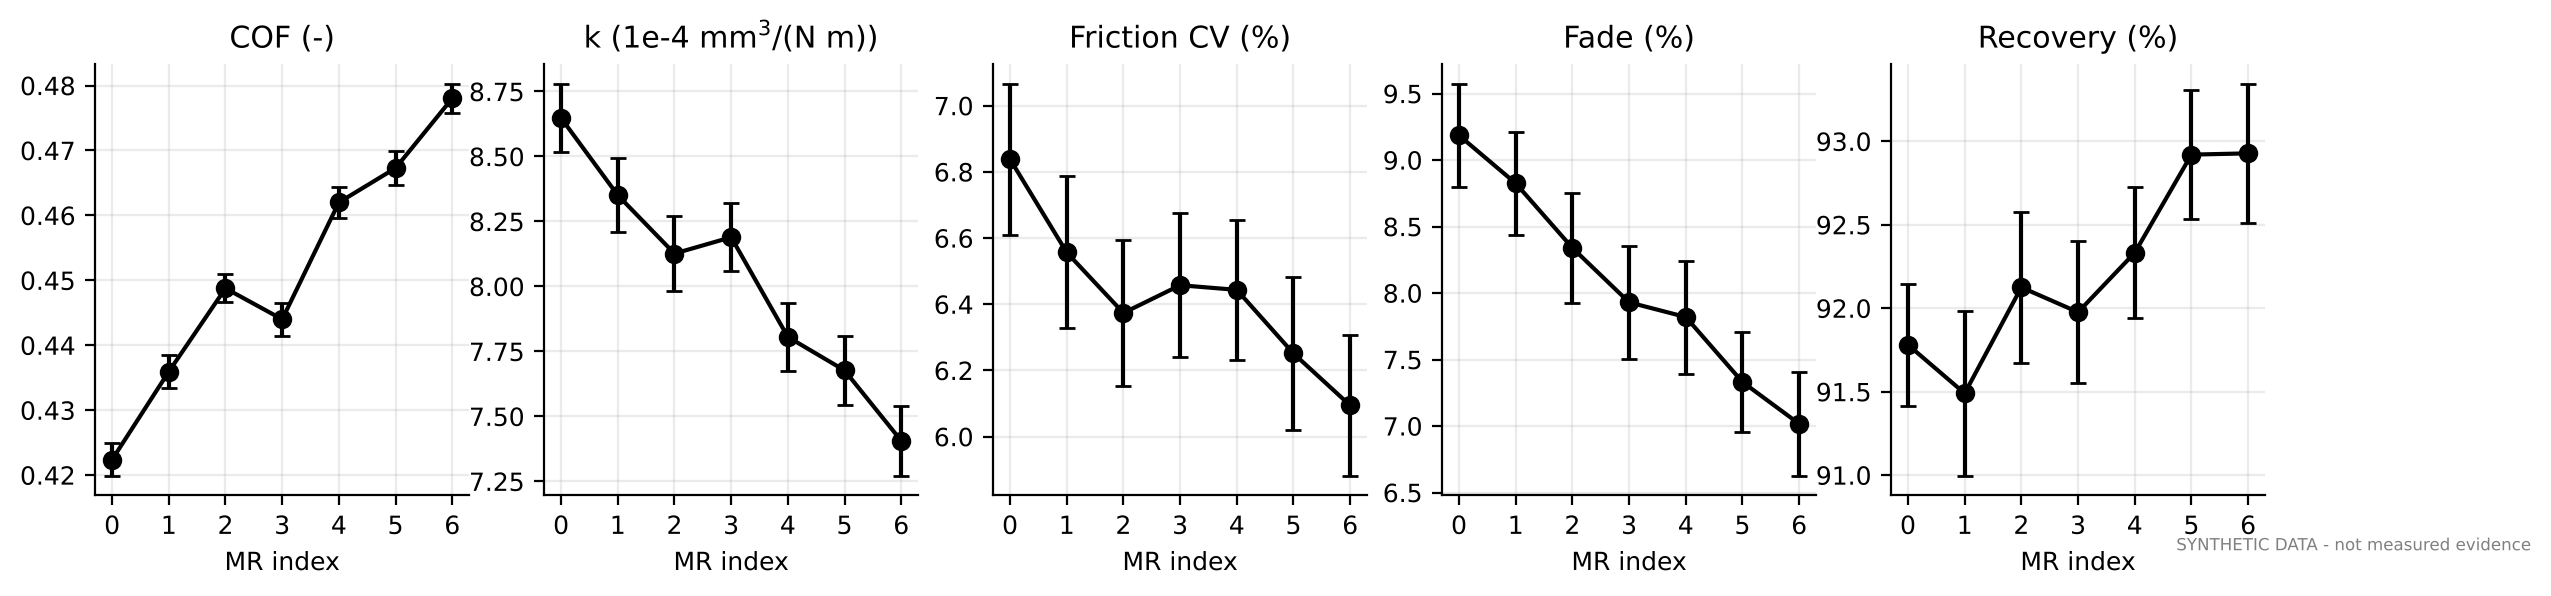 COF (-)
0.48
0.47
0.46
0.45
0.44
0.43
0.42
0 1 2 3 4 5 6
MR index
k (1e-4 mm³/(N m))
8.75
8.50
8.25
8.00
7.75
7.50
7.25
0 1 2 3 4 5 6
MR index
Friction CV (%)
7.0
6.8
6.6
6.4
6.2
6.0
0 1 2 3 4 5 6
MR index
Fade (%)
9.5
9.0
8.5
8.0
7.5
7.0
6.5
0 1 2 3 4 5 6
MR index
Recovery (%)
93.0
92.5
92.0
91.5
91.0
0 1 2 3 4 5 6
MR index
SYNTHETIC DATA - not measured evidence